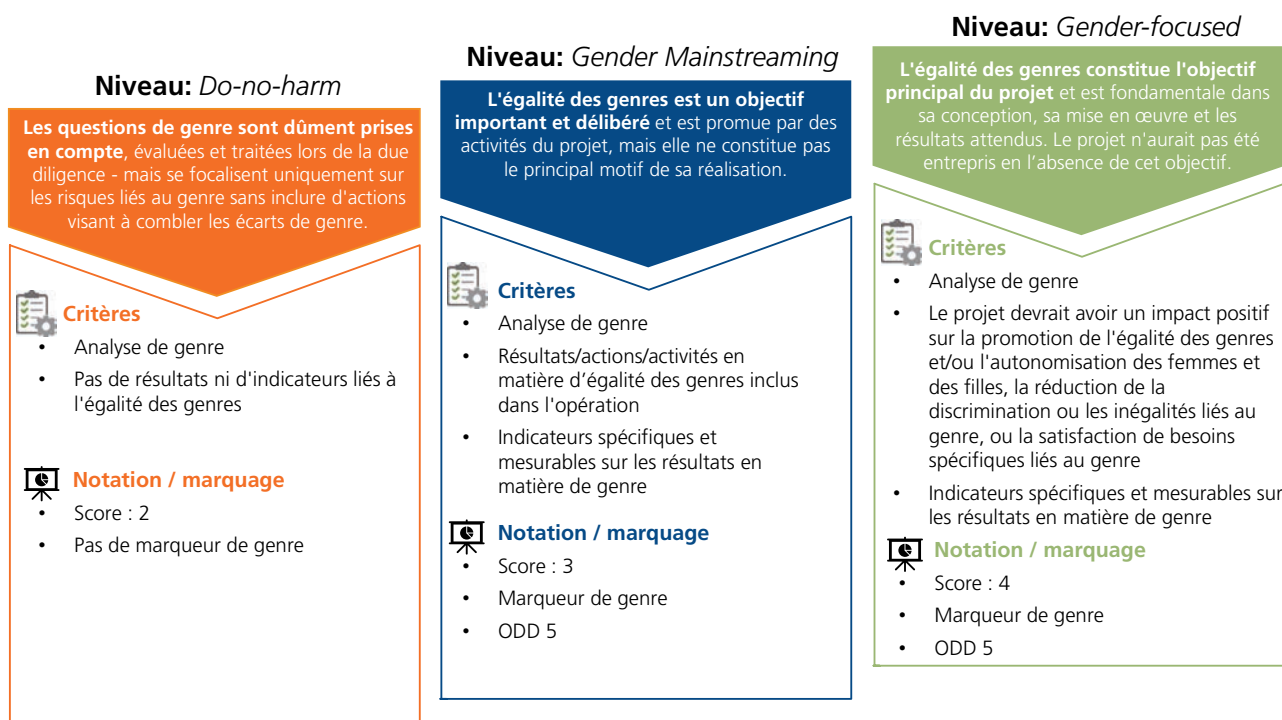 Niveau: Do-no-harm
Les questions de genre sont dûment prises
en compte, évaluées et traitées lors de la due
diligence - mais se focalisent uniquement sur
les risques liés au genre sans inclure d'actions
visant à combler les écarts de genre.
Critères
• Analyse de genre
• Pas de résultats ni d'indicateurs liés à
l'égalité des genres
Notation / marquage
• Score : 2
• Pas de marqueur de genre
Niveau: Gender Mainstreaming
L'égalité des genres est un objectif
important et délibéré et est promue par des
activités du projet, mais elle ne constitue pas
le principal motif de sa réalisation.
Critères
• Analyse de genre
• Résultats/actions/activités en
matière d’égalité des genres inclus
dans l'opération
• Indicateurs spécifiques et
mesurables sur les résultats en
matière de genre
Notation / marquage
• Score : 3
• Marqueur de genre
• ODD 5
Niveau: Gender-focused
L'égalité des genres constitue l'objectif
principal du projet et est fondamentale dans
sa conception, sa mise en œuvre et les
résultats attendus. Le projet n'aurait pas été
entrepris en l’absence de cet objectif.
Critères
• Analyse de genre
• Le projet devrait avoir un impact positif
sur la promotion de l'égalité des genres
et/ou l'autonomisation des femmes et
des filles, la réduction de la
discrimination ou les inégalités liés au
genre, ou la satisfaction de besoins
spécifiques liés au genre
• Indicateurs spécifiques et mesurables sur
les résultats en matière de genre
Notation / marquage
• Score : 4
• Marqueur de genre
• ODD 5